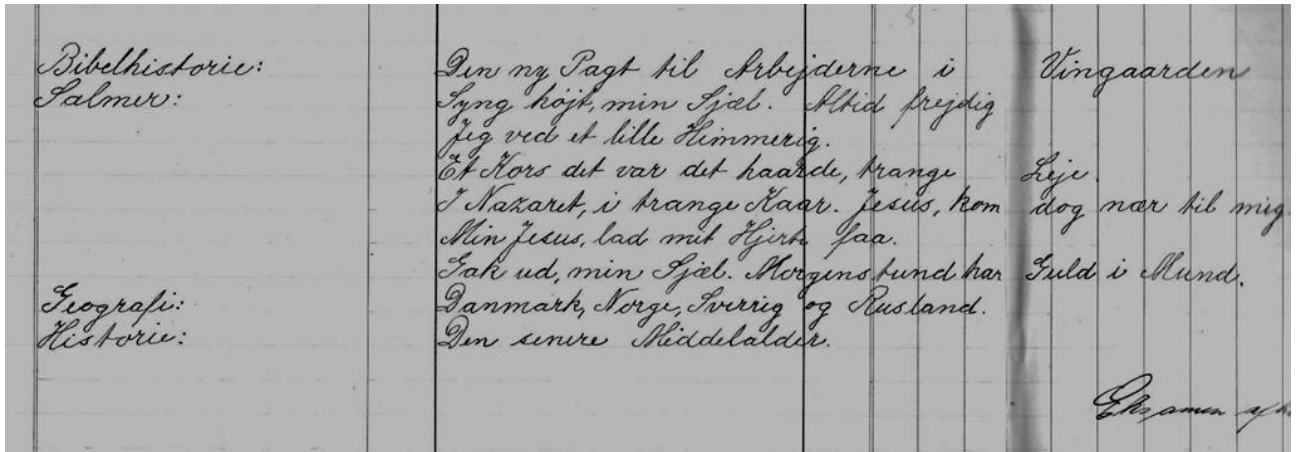 Bibelhistorie: Den ny Pagt til Arbejderne i Vingaarden
Salmer: Syng højt, min Sjæl. Altid frejdig
Jeg ved et lille Himmerig.
Et Kors det var det haarde, trange Leje.
I Nazaret, i trange Kaar. Jesus, kom dog nær til mig.
Min Jesus, lad mit Hjerte faa.
Gak ud, min Sjæl. Morgenstund har Guld i Mund.
Geografi: Danmark, Norge, Sverrig og Rusland.
Historie: Den senere Middelalder.
Eksamen